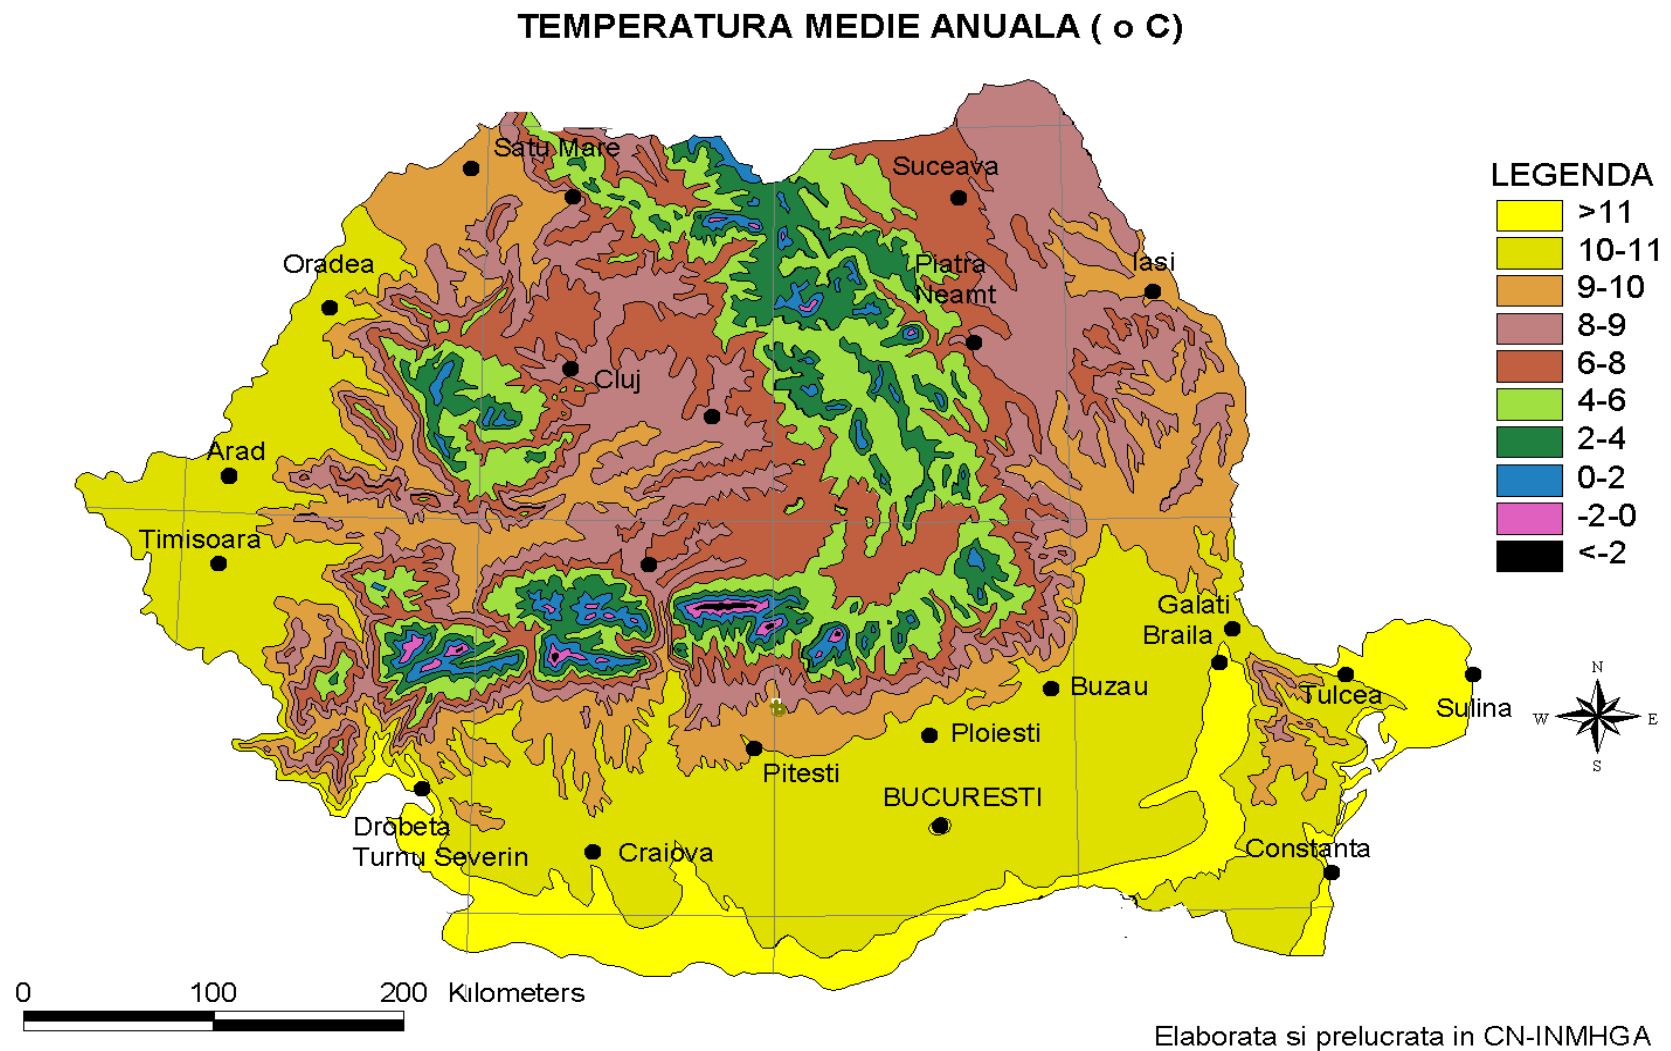 TEMPERATURA MEDIE ANUALA ( o C)
Satu Mare
Suceava
Oradea
Piatra
Neamt
Iasi
Cluj
Arad
Timisoara
Galati
Braila
Buzau
Tulcea
Sulina
Ploiesti
Pitesti
BUCURESTI
Drobeta
Turnu Severin
Craiova
Constanta
LEGENDA
>11
10-11
9-10
8-9
6-8
4-6
2-4
0-2
-2-0
<-2
N
W E
S
0 100 200 Kilometers
Elaborata si prelucrata in CN-INMHGA